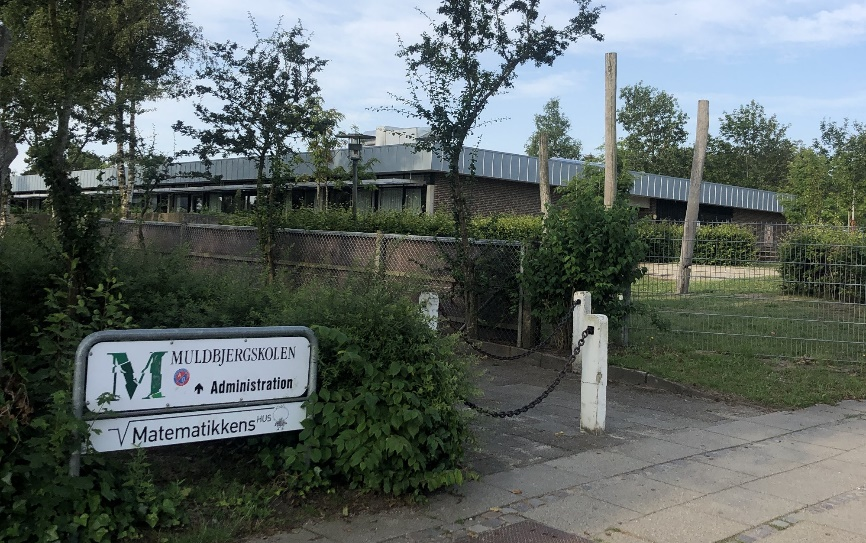 M MULDBJERGSKOLEN
Administration
√Matematikkens HUS